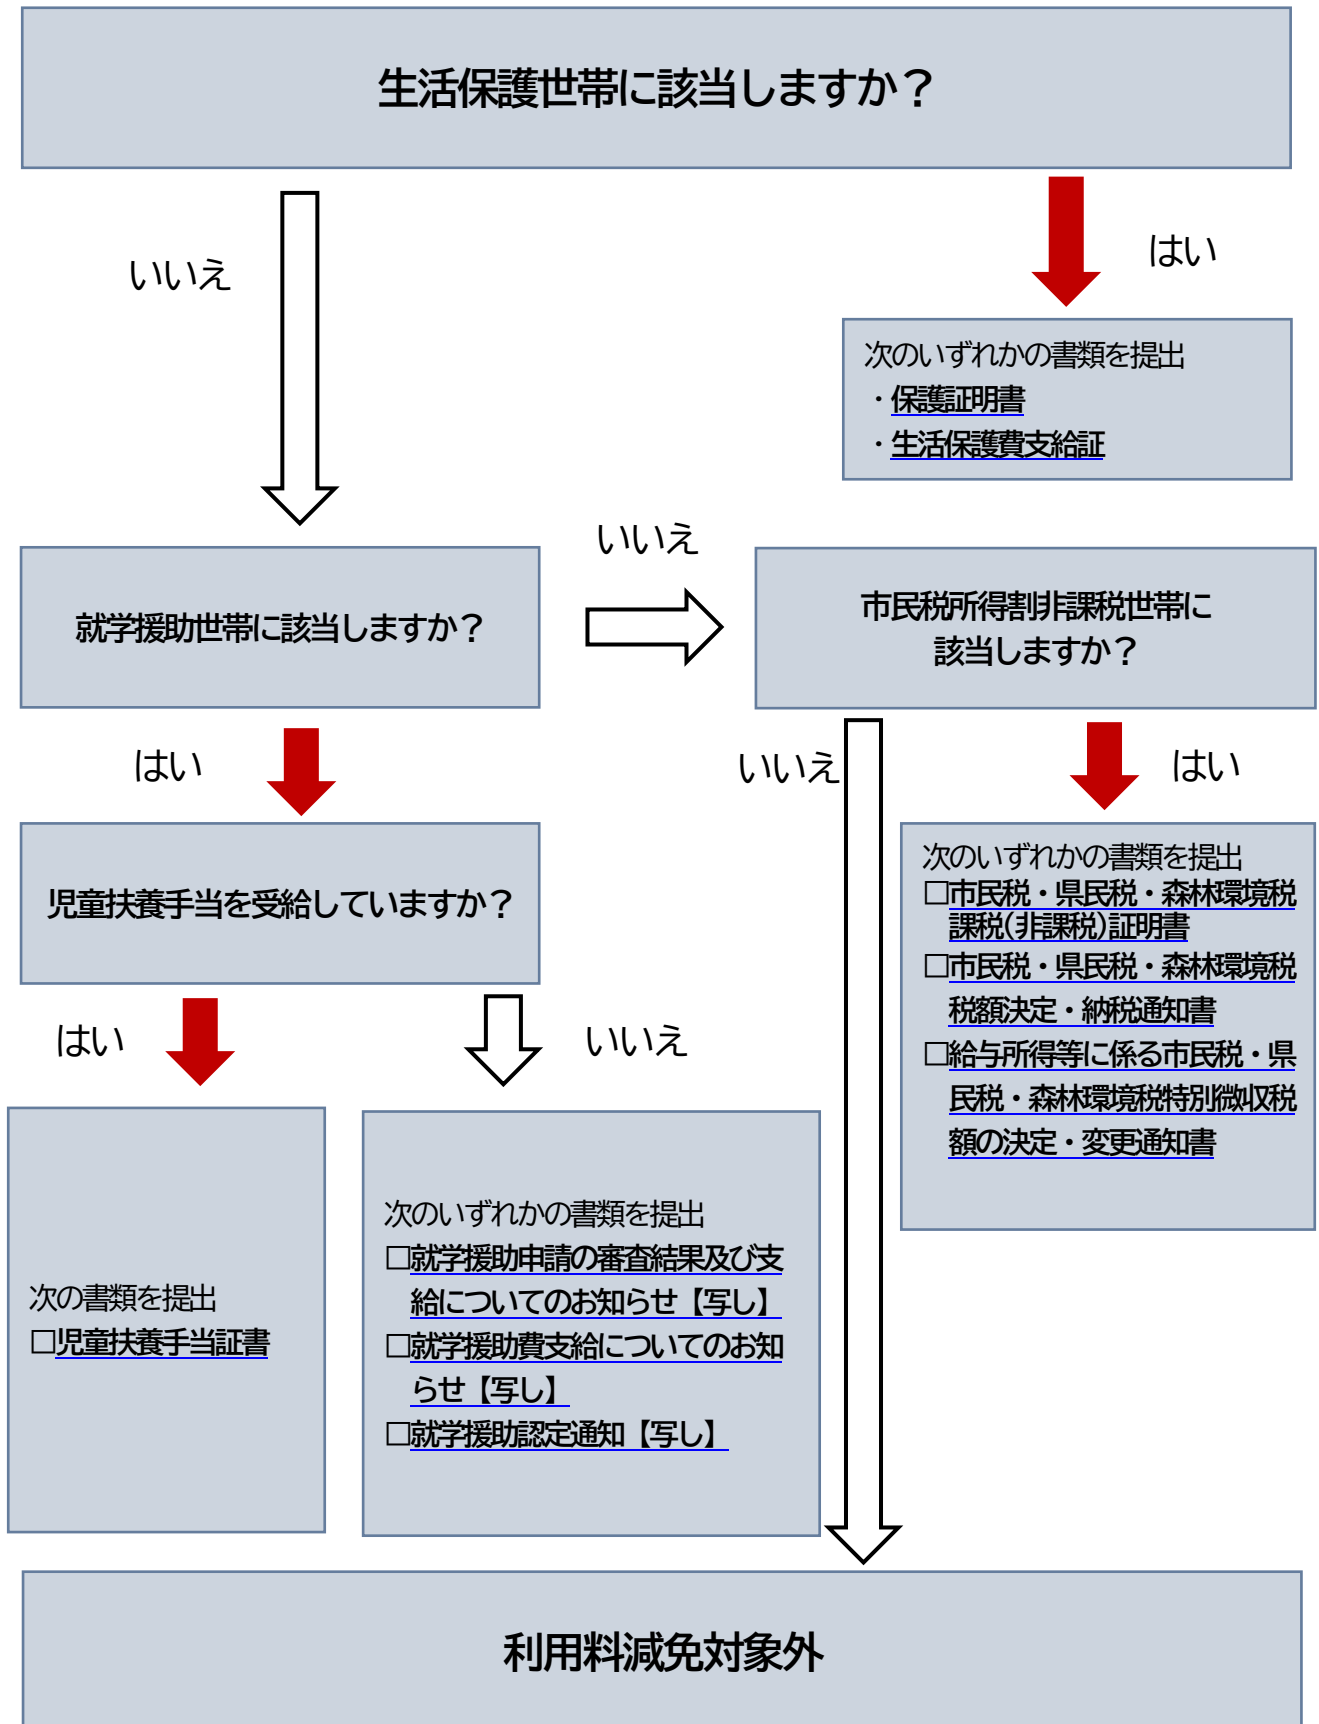 生活保護世帯に該当しますか？
いいえ
はい
次のいずれかの書類を提出
・保護証明書
・生活保護費支給証
いいえ
就学援助世帯に該当しますか？
市民税所得割非課税世帯に
該当しますか？
はい
いいえ
はい
児童扶養手当を受給していますか？
次のいずれかの書類を提出
□市民税・県民税・森林環境税
課税(非課税)証明書
□市民税・県民税・森林環境税
税額決定・納税通知書
□給与所得等に係る市民税・県
民税・森林環境税特別徴収税
額の決定・変更通知書
はい
いいえ
次の書類を提出
□児童扶養手当証書
次のいずれかの書類を提出
□就学援助申請の審査結果及び支
給についてのお知らせ【写し】
□就学援助費支給についてのお知
らせ【写し】
□就学援助認定通知【写し】
利用料減免対象外